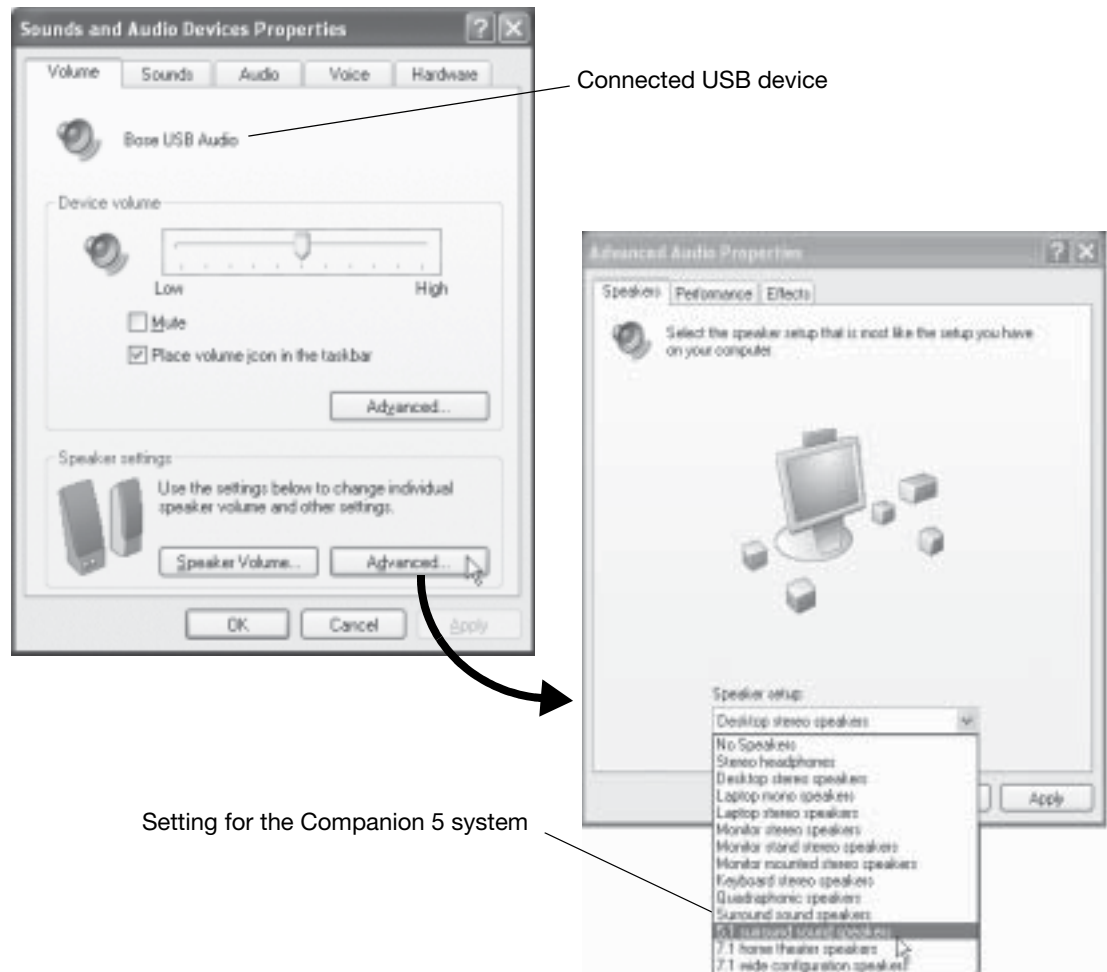 Sounds and Audio Devices Properties
Volume Sounds Audio Voice Hardware
Connected USB device
Bose USB Audio
Device volume
Low High
Mute
Place volume icon in the taskbar
Advanced...
Speaker settings
Use the settings below to change individual
speaker volume and other settings.
Speaker Volume... Advanced...
OK Cancel Apply
Advanced Audio Properties
Speakers Performance Effects
Select the speaker setup that is most like the setup you have
on your computer.
Speaker setup:
Desktop stereo speakers
No Speakers
Stereo headphones
Desktop stereo speakers
Laptop mono speakers
Laptop stereo speakers
Monitor stereo speakers
Monitor stand stereo speakers
Monitor mounted stereo speakers
Keyboard stereo speakers
Quadraphonic speakers
Surround sound speakers
5.1 surround sound speakers
7.1 home theater speakers
7.1 wide configuration speakers
Apply
Setting for the Companion 5 system